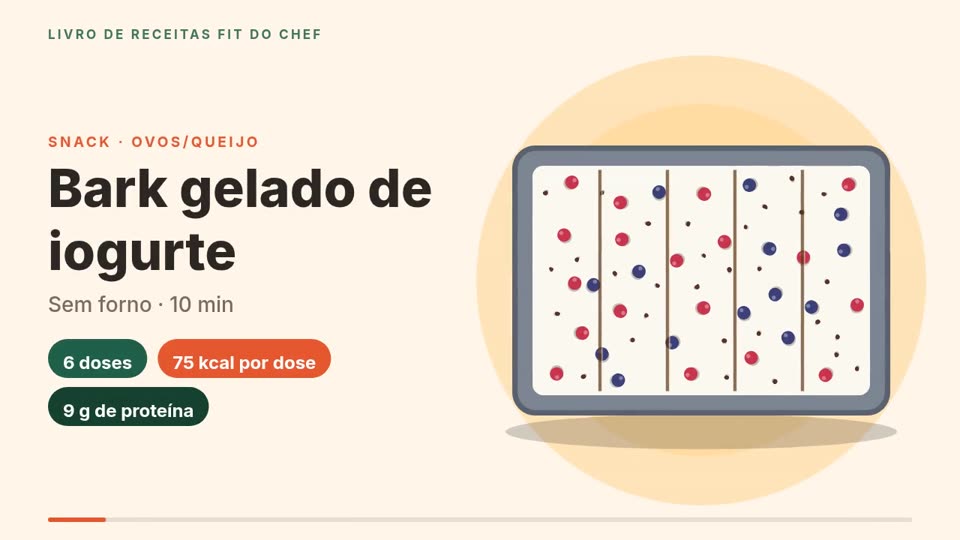 LIVRO DE RECEITAS FIT DO CHEF
SNACK · OVOS/QUEIJO
Bark gelado de
iogurte
Sem forno · 10 min
6 doses
75 kcal por dose
9 g de proteína